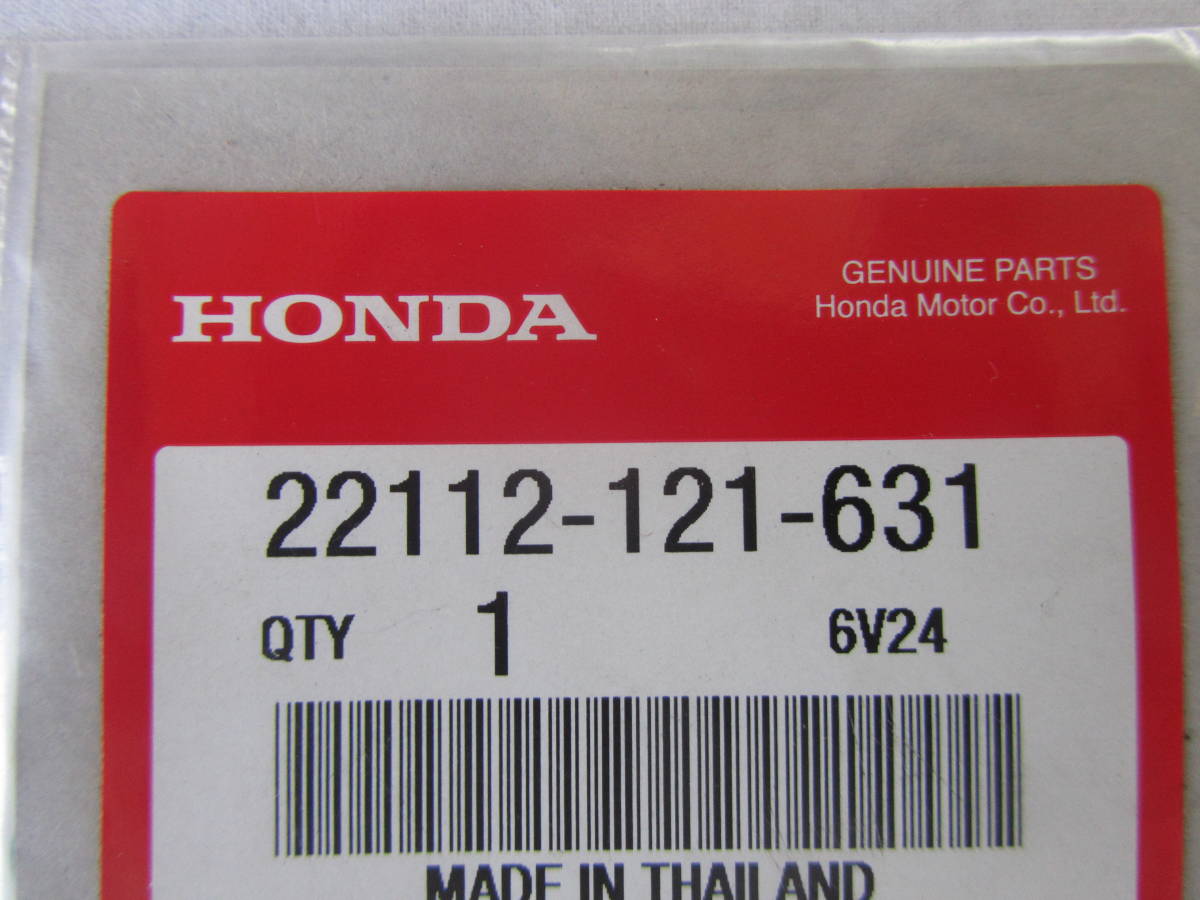 HONDA
GENUINE PARTS
Honda Motor Co., Ltd.
22112-121-631
QTY 1 6V24
MADE IN THAILAND